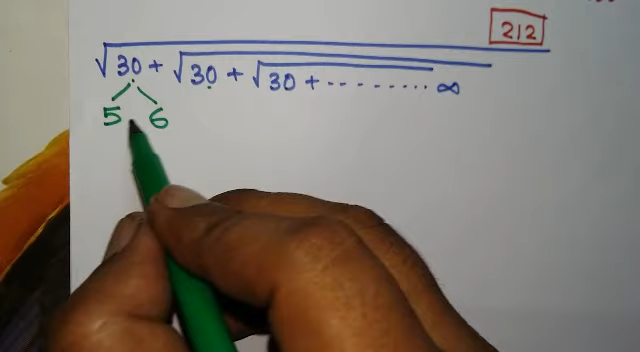 212
√30 + √30 + √30 + - - - - - - - - ∞
5 6